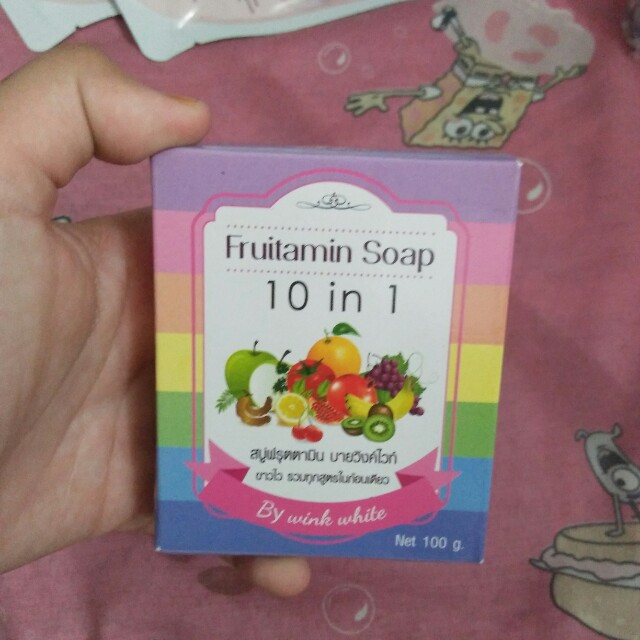 Fruitamin Soap
10 in 1
สบู่ฟรุตตามิน บายวิงค์ไวท์
ขาวไว รวมทุกสูตรในก้อนเดียว
By wink white
Net 100 g.